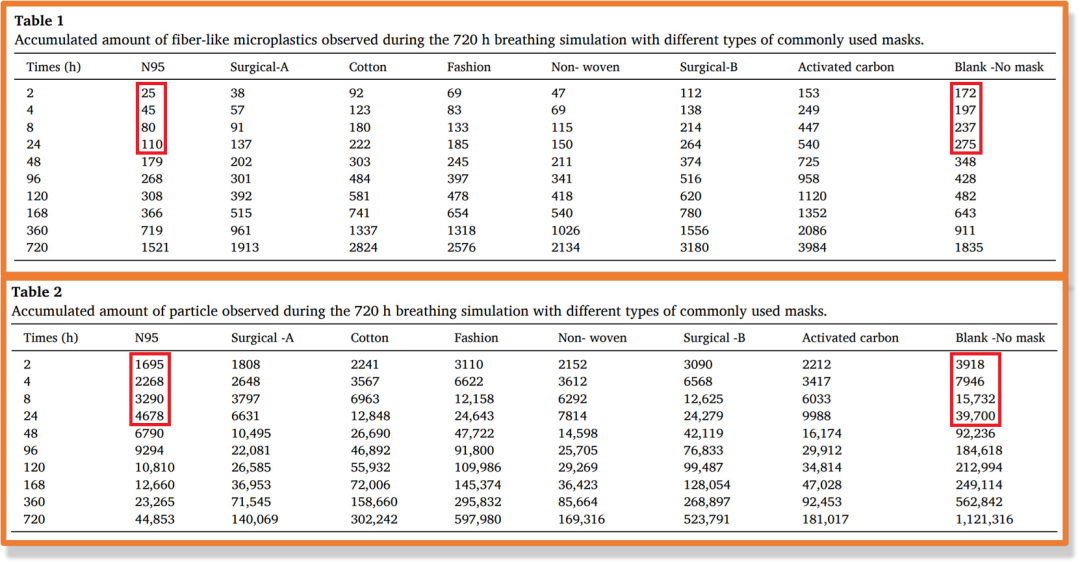 Table 1
Accumulated amount of fiber-like microplastics observed during the 720 h breathing simulation with different types of commonly used masks.
Times (h) N95 Surgical-A Cotton Fashion Non- woven Surgical-B Activated carbon Blank -No mask
2 25 38 92 69 47 112 153 172
4 45 57 123 83 69 138 249 197
8 80 91 180 133 115 214 447 237
24 110 137 222 185 150 264 540 275
48 179 202 303 245 211 374 725 348
96 268 301 484 397 341 516 958 428
120 308 392 581 478 418 620 1120 482
168 366 515 741 654 540 780 1352 643
360 719 961 1337 1318 1026 1556 2086 911
720 1521 1913 2824 2576 2134 3180 3984 1835
Table 2
Accumulated amount of particle observed during the 720 h breathing simulation with different types of commonly used masks.
Times (h) N95 Surgical -A Cotton Fashion Non- woven Surgical -B Activated carbon Blank -No mask
2 1695 1808 2241 3110 2152 3090 2212 3918
4 2268 2648 3567 6622 3612 6568 3417 7946
8 3290 3797 6963 12,158 6292 12,625 6033 15,732
24 4678 6631 12,848 24,643 7814 24,279 9988 39,700
48 6790 10,495 26,690 47,722 14,598 42,119 16,174 92,236
96 9294 22,081 46,892 91,800 25,705 76,833 29,912 184,618
120 10,810 26,585 55,932 109,986 29,269 99,487 34,814 212,994
168 12,660 36,953 72,006 145,374 36,423 128,054 47,028 249,114
360 23,265 71,545 158,660 295,832 85,664 268,897 92,453 562,842
720 44,853 140,069 302,242 597,980 169,316 523,791 181,017 1,121,316